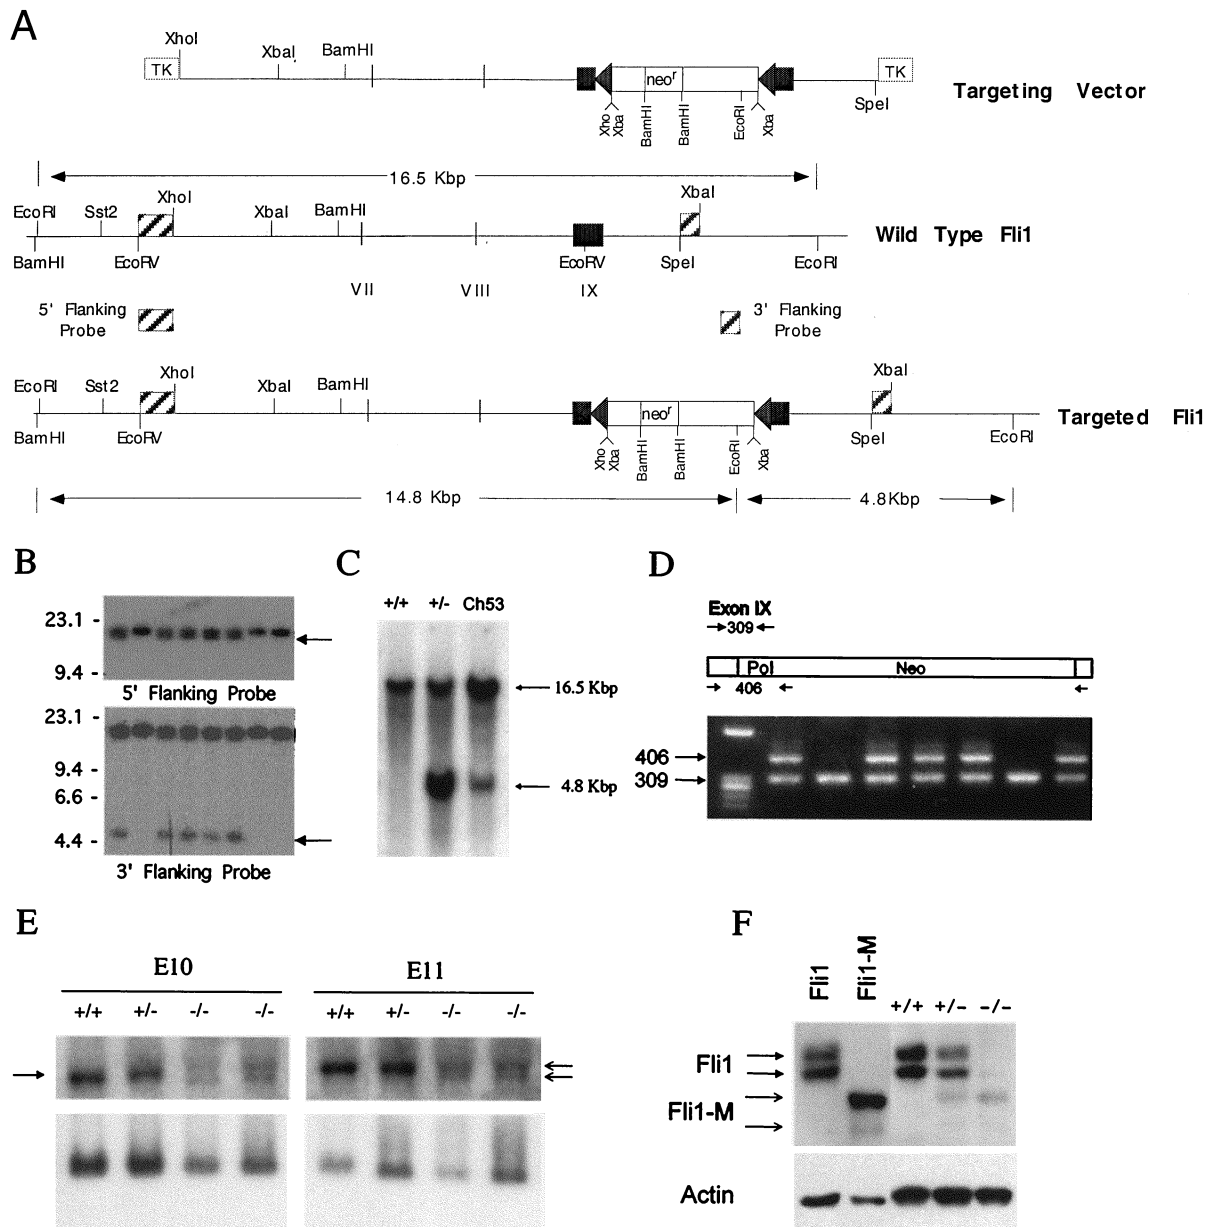 A
XhoI
XbaI
BamHI
TK
neor
TK
Targeting Vector
SpeI
Xho
Xba
BamHI
BamHI
EcoRI
Xba
16.5 Kbp
XhoI
XbaI
EcoRI
Sst2
XbaI
BamHI
Wild Type Fli1
BamHI
EcoRV
EcoRV
SpeI
EcoRI
VII
VIII
IX
5' Flanking
Probe
3' Flanking
Probe
XhoI
XbaI
EcoRI
Sst2
XbaI
BamHI
neor
Targeted Fli1
BamHI
EcoRV
SpeI
EcoRI
Xho
Xba
BamHI
BamHI
EcoRI
Xba
14.8 Kbp
4.8Kbp
B
23.1 -
9.4 -
5' Flanking Probe
23.1 -
9.4 -
6.6 -
4.4 -
3' Flanking Probe
C
+/+ +/- Ch53
16.5 Kbp
4.8 Kbp
D
Exon IX
309
Pol Neo
406
406
309
E
E10 E11
+/+ +/- -/- -/- +/+ +/- -/- -/-
F
Fli1
Fli1-M
+/+ +/- -/-
Fli1
Fli1-M
Actin